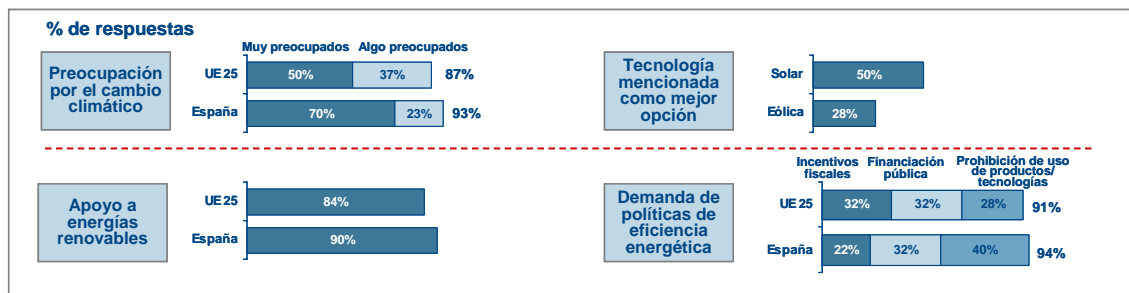 % de respuestas
Preocupación
por el cambio
climático
Muy preocupados Algo preocupados
UE 25 50% 37% 87%
España 70% 23% 93%
Tecnología
mencionada
como mejor
opción
Solar 50%
Eólica 28%
Apoyo a
energías
renovables
UE 25 84%
España 90%
Demanda de
políticas de
eficiencia
energética
Incentivos
fiscales
Financiación
pública
Prohibición de uso
de productos/
tecnologías
UE 25 32% 32% 28% 91%
España 22% 32% 40% 94%